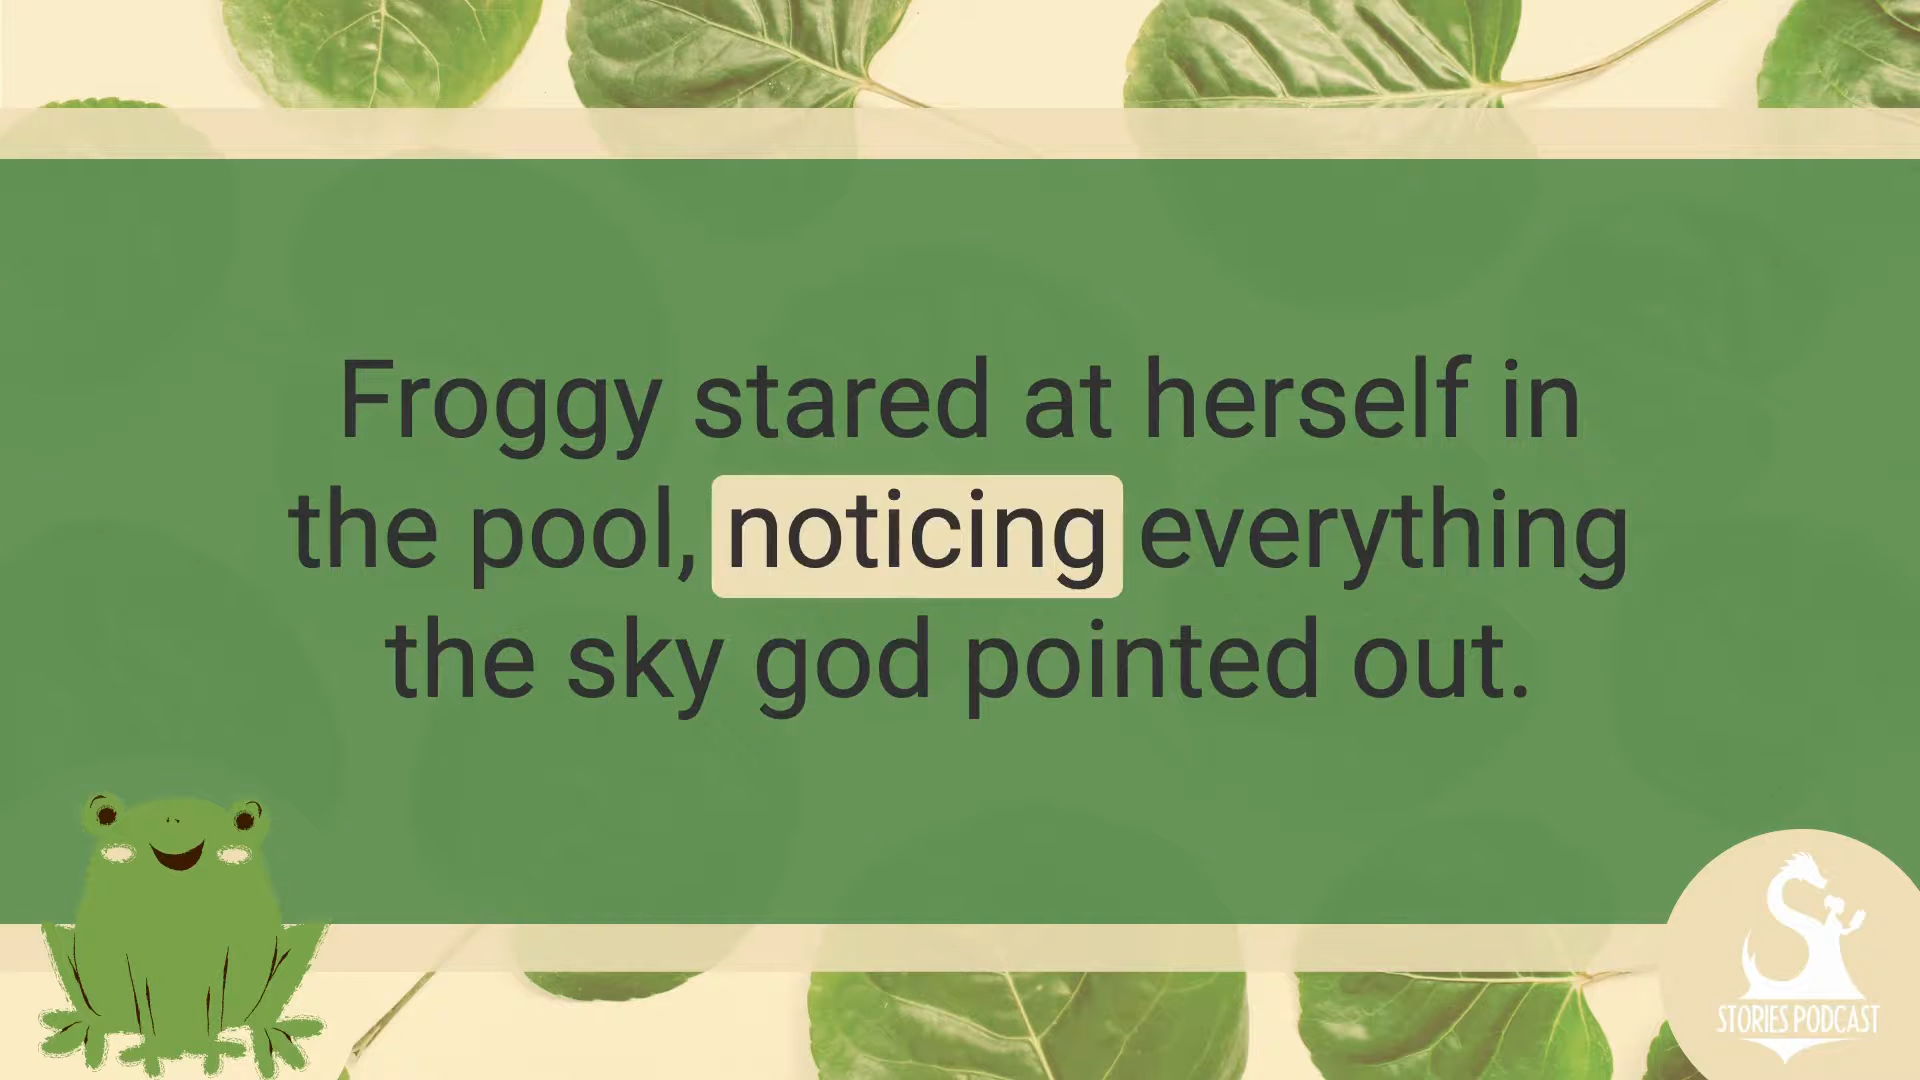 Froggy stared at herself in
the pool, noticing everything
the sky god pointed out.
STORIES PODCAST